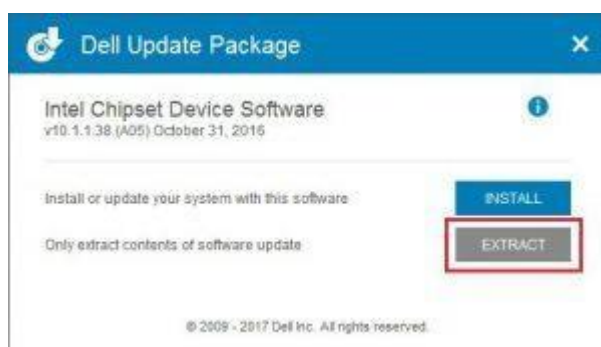 Dell Update Package
Intel Chipset Device Software
v10.1.1.38 (A05) October 31, 2016
Install or update your system with this software
INSTALL
Only extract contents of software update
EXTRACT
© 2009 - 2017 Dell Inc. All rights reserved.